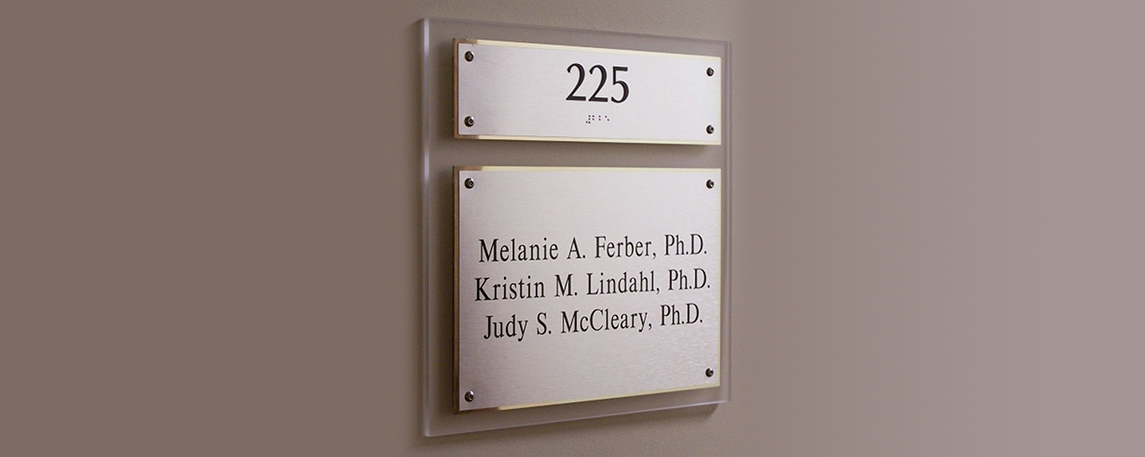 225
⠼⠃⠃⠑
Melanie A. Ferber, Ph.D.
Kristin M. Lindahl, Ph.D.
Judy S. McCleary, Ph.D.